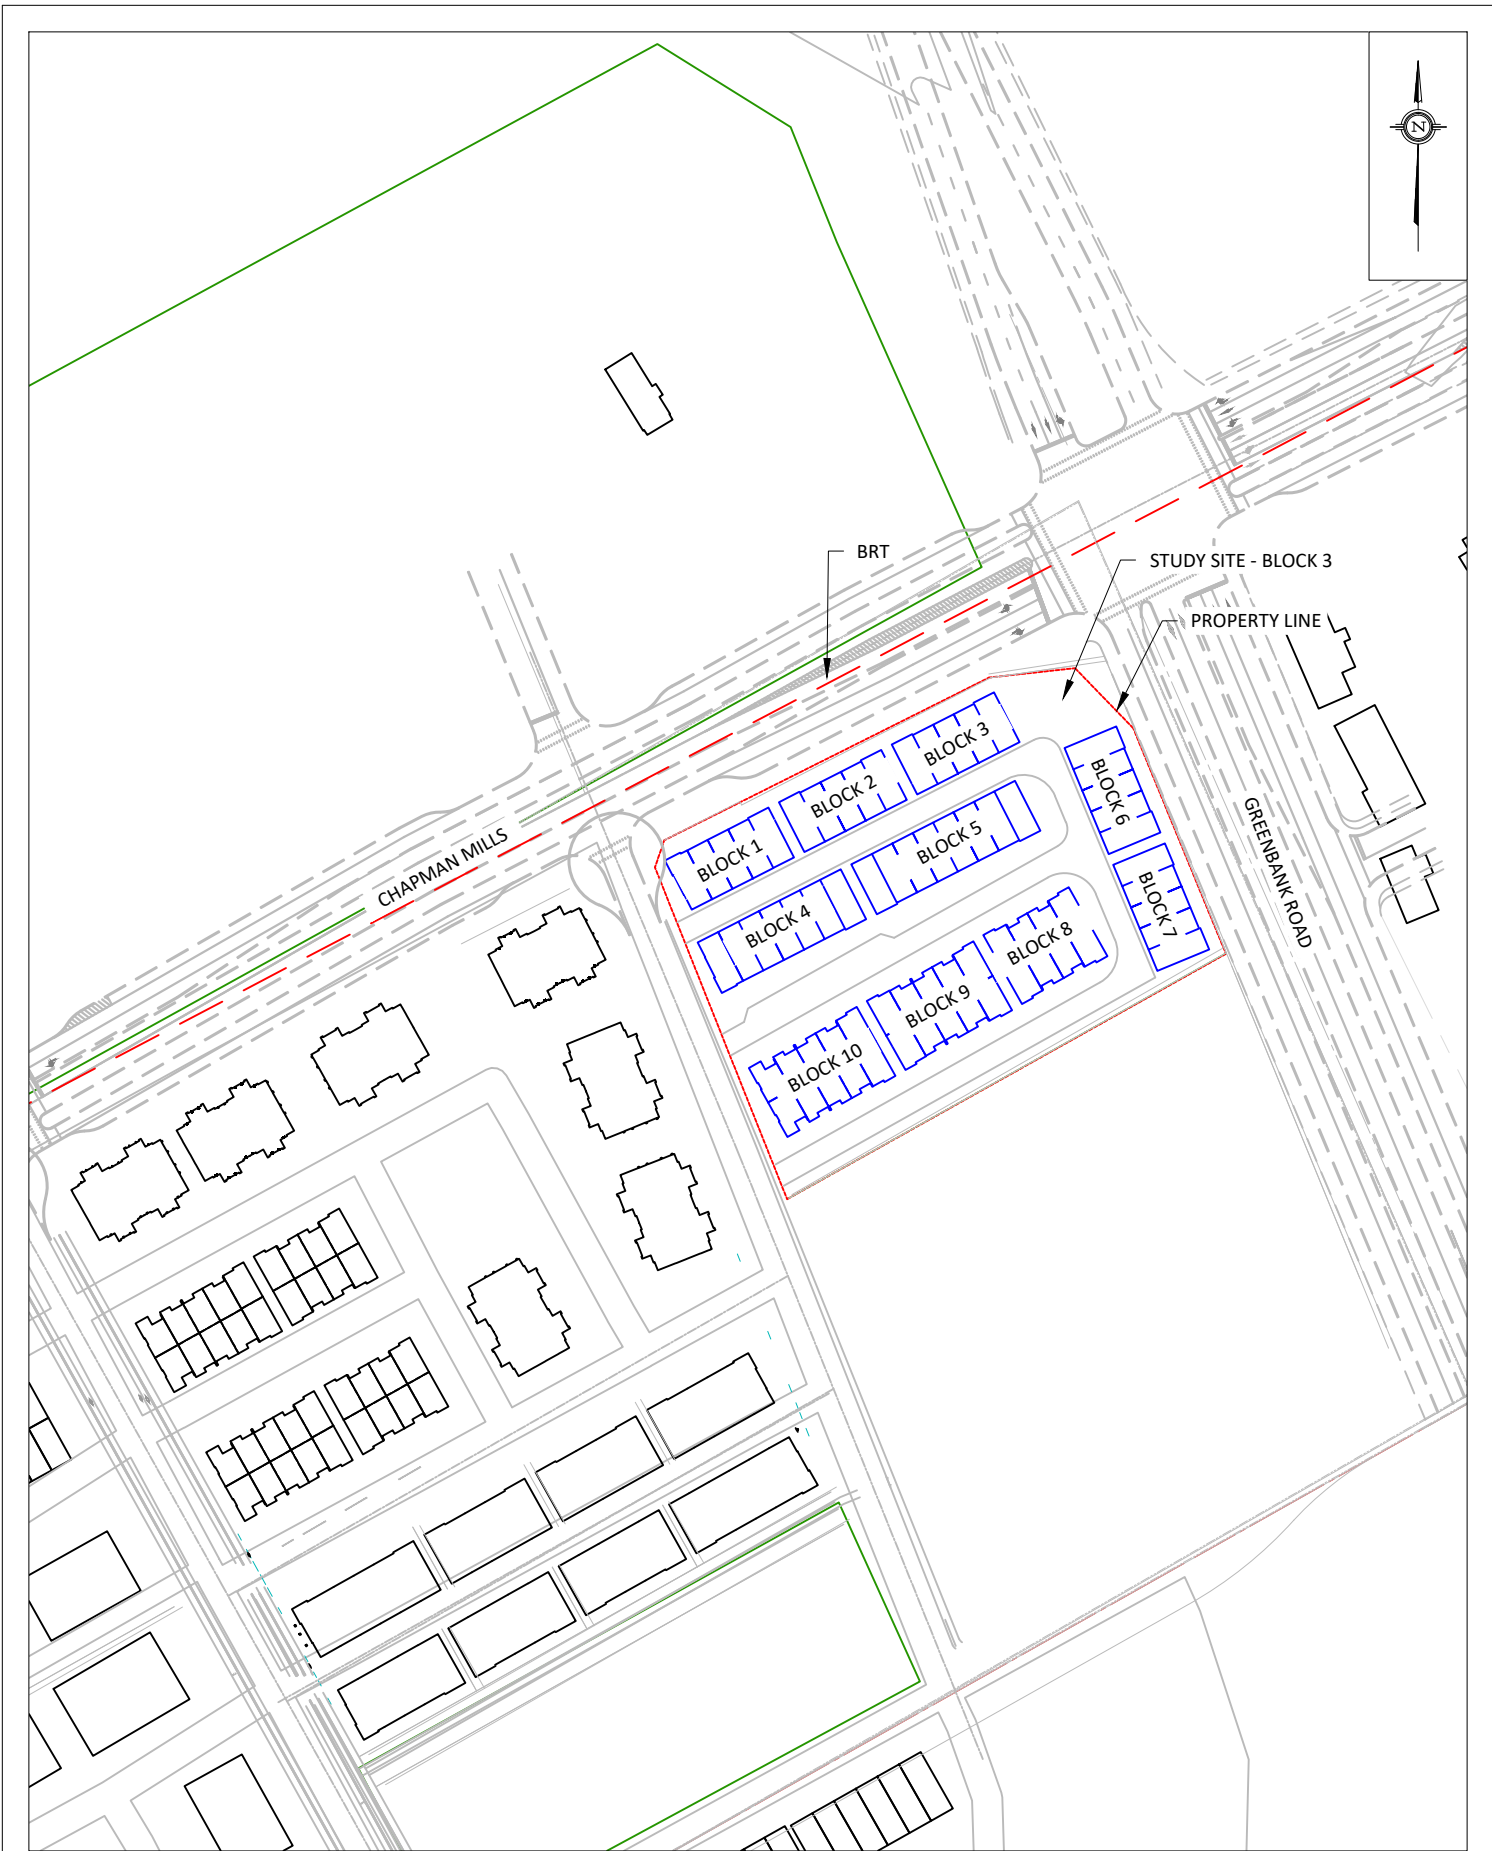 N
BRT
STUDY SITE - BLOCK 3
PROPERTY LINE
BLOCK 3
BLOCK 2
BLOCK 1
BLOCK 6
BLOCK 5
BLOCK 4
BLOCK 7
GREENBANK ROAD
CHAPMAN MILLS
BLOCK 8
BLOCK 9
BLOCK 10